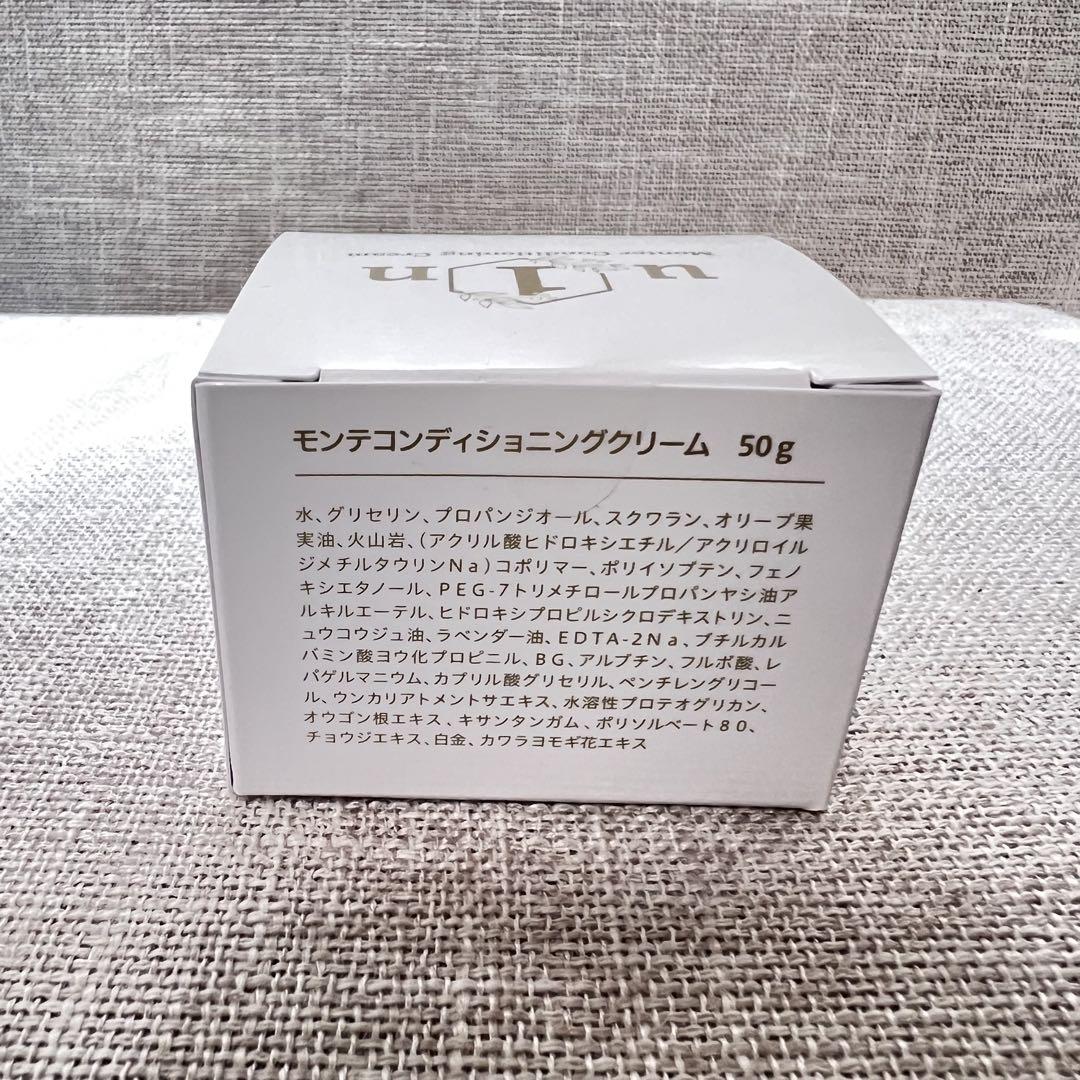 Monter Conditioning Cream
u 1 n
モンテコンディショニングクリーム 50g
水、グリセリン、プロパンジオール、スクワラン、オリーブ果
実油、火山岩、(アクリル酸ヒドロキシエチル/アクリロイル
ジメチルタウリンNa)コポリマー、ポリイソブテン、フェノ
キシエタノール、PEG-7トリメチロールプロパンヤシ油ア
ルキルエーテル、ヒドロキシプロピルシクロデキストリン、ニ
ュウコウジュ油、ラベンダー油、EDTA-2Na、ブチルカル
バミン酸ヨウ化プロピニル、BG、アルブチン、フルボ酸、レ
パゲルマニウム、カプリル酸グリセリル、ペンチレングリコー
ル、ウンカリアトメントサエキス、水溶性プロテオグリカン、
オウゴン根エキス、キサンタンガム、ポリソルベート80、
チョウジエキス、白金、カワラヨモギ花エキス